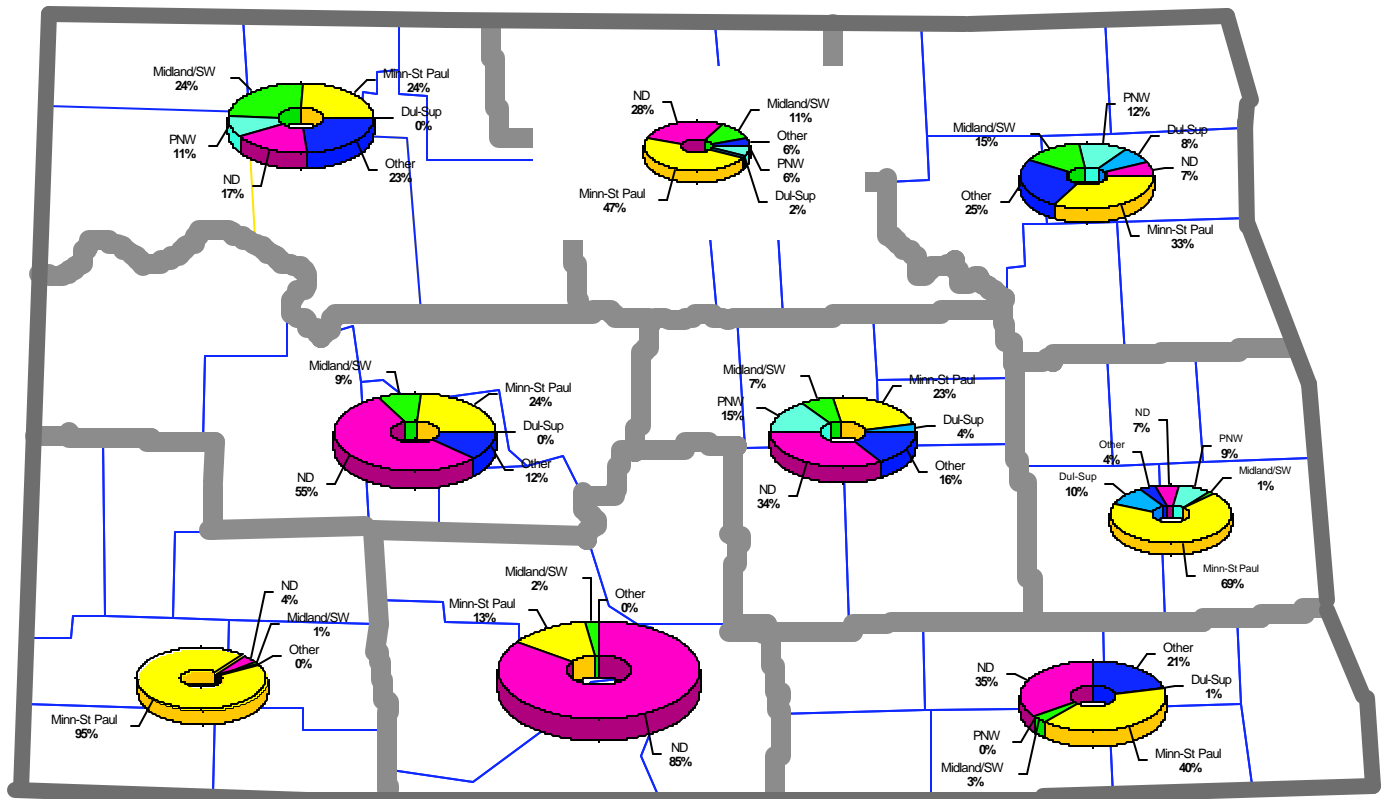 Midland/SW
24%
Minn-St Paul
24%
Dul-Sup
0%
Other
23%
ND
17%
PNW
11%
ND
28%
Midland/SW
11%
Other
6%
PNW
6%
Dul-Sup
2%
Minn-St Paul
47%
PNW
12%
Midland/SW
15%
Dul-Sup
8%
ND
7%
Other
25%
Minn-St Paul
33%
Midland/SW
9%
Minn-St Paul
24%
Dul-Sup
0%
Other
12%
ND
55%
Midland/SW
7%
Minn-St Paul
23%
PNW
15%
Dul-Sup
4%
Other
16%
ND
34%
ND
7%
Other
4%
PNW
9%
Midland/SW
1%
Dul-Sup
10%
Minn-St Paul
69%
ND
4%
Midland/SW
1%
Other
0%
Minn-St Paul
95%
Midland/SW
2%
Other
0%
Minn-St Paul
13%
ND
85%
Other
21%
ND
35%
Dul-Sup
1%
PNW
0%
Midland/SW
3%
Minn-St Paul
40%